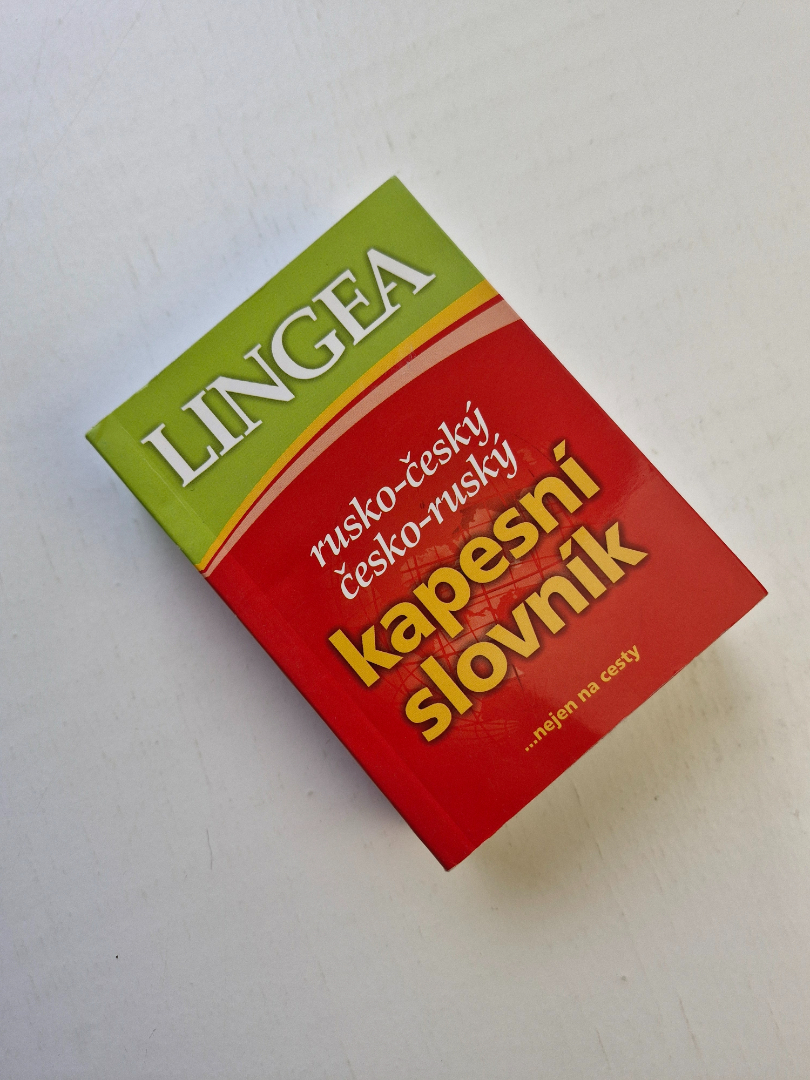 LINGEA
rusko-český
česko-ruský
kapesní
slovník
...nejen na cesty